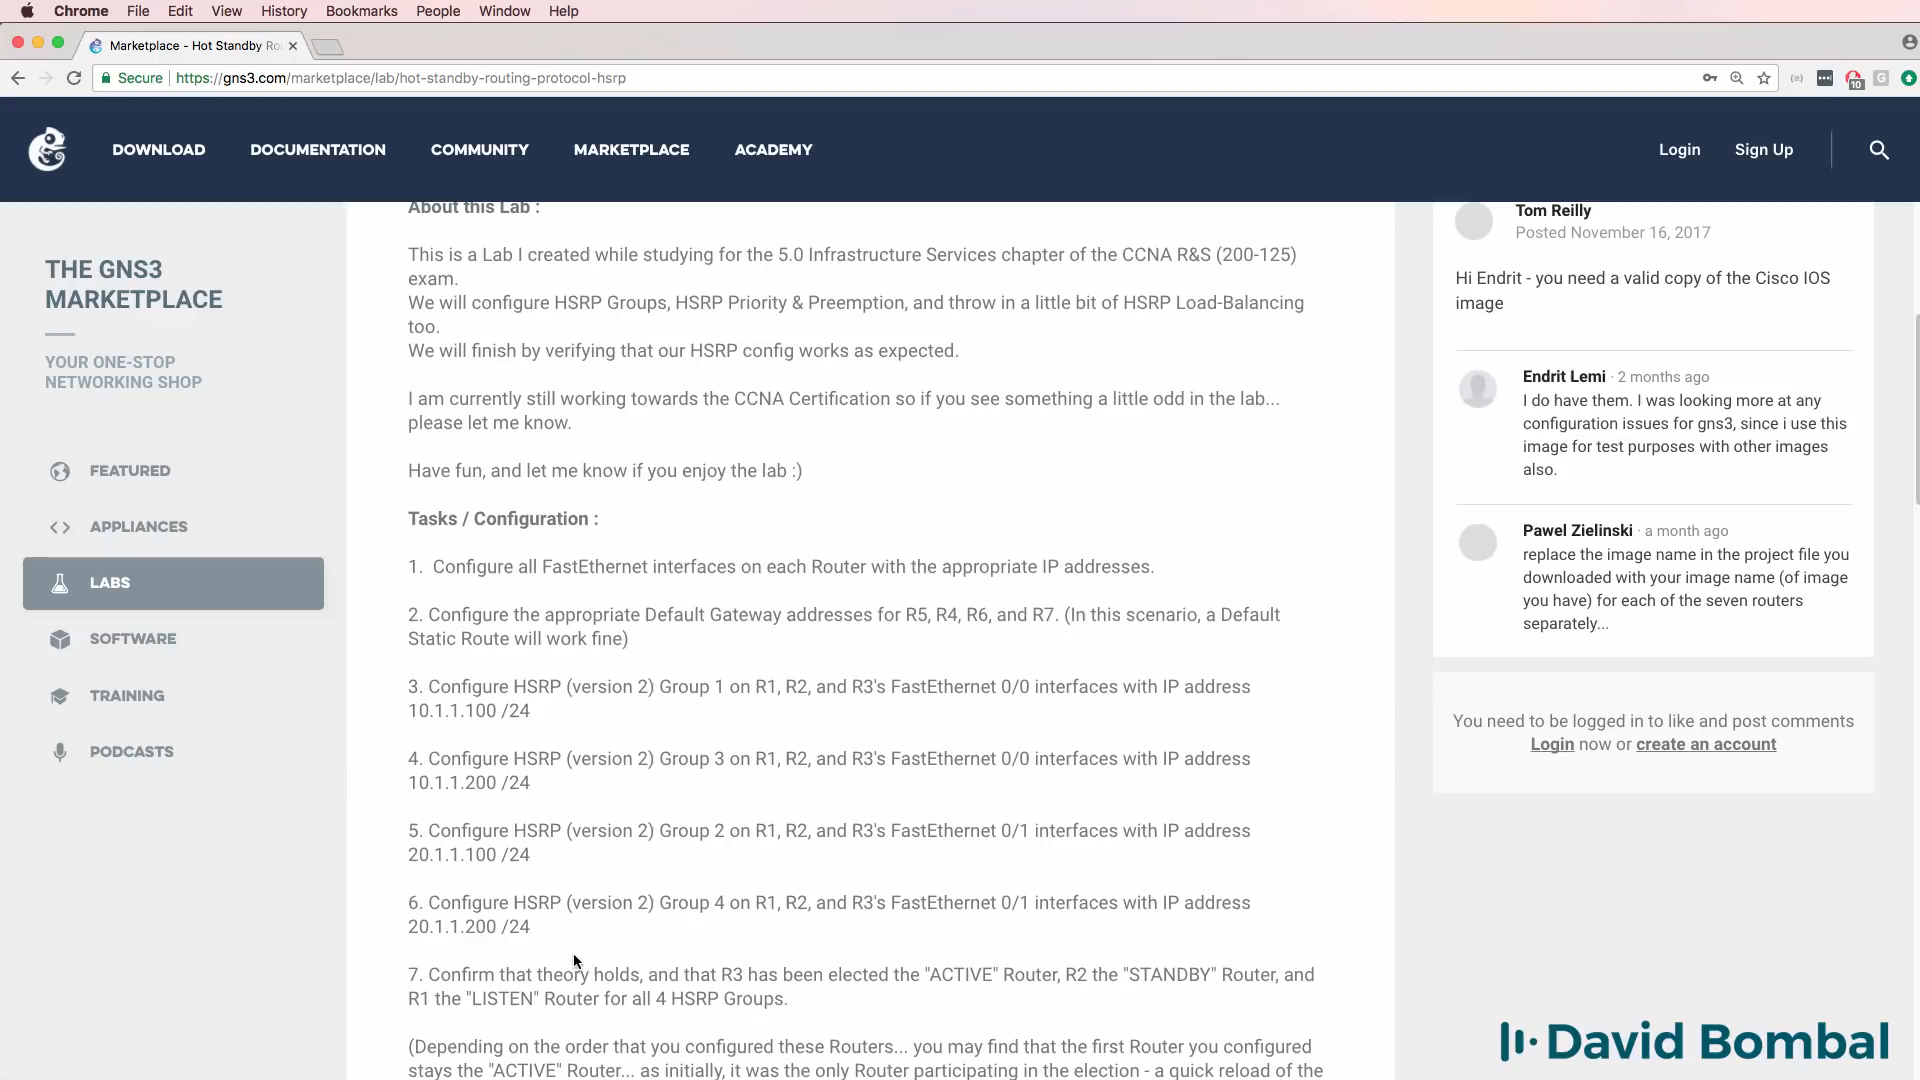 Chrome File Edit View History Bookmarks People Window Help
Marketplace - Hot Standby Ro
Secure https://gns3.com/marketplace/lab/hot-standby-routing-protocol-hsrp
10
G
DOWNLOAD DOCUMENTATION COMMUNITY MARKETPLACE ACADEMY Login Sign Up
THE GNS3
MARKETPLACE
YOUR ONE-STOP
NETWORKING SHOP
FEATURED
APPLIANCES
LABS
SOFTWARE
TRAINING
PODCASTS
About this Lab :
This is a Lab I created while studying for the 5.0 Infrastructure Services chapter of the CCNA R&S (200-125)
exam.
We will configure HSRP Groups, HSRP Priority & Preemption, and throw in a little bit of HSRP Load-Balancing
too.
We will finish by verifying that our HSRP config works as expected.
I am currently still working towards the CCNA Certification so if you see something a little odd in the lab...
please let me know.
Have fun, and let me know if you enjoy the lab :)
Tasks / Configuration :
1. Configure all FastEthernet interfaces on each Router with the appropriate IP addresses.
2. Configure the appropriate Default Gateway addresses for R5, R4, R6, and R7. (In this scenario, a Default
Static Route will work fine)
3. Configure HSRP (version 2) Group 1 on R1, R2, and R3's FastEthernet 0/0 interfaces with IP address
10.1.1.100 /24
4. Configure HSRP (version 2) Group 3 on R1, R2, and R3's FastEthernet 0/0 interfaces with IP address
10.1.1.200 /24
5. Configure HSRP (version 2) Group 2 on R1, R2, and R3's FastEthernet 0/1 interfaces with IP address
20.1.1.100 /24
6. Configure HSRP (version 2) Group 4 on R1, R2, and R3's FastEthernet 0/1 interfaces with IP address
20.1.1.200 /24
7. Confirm that theory holds, and that R3 has been elected the "ACTIVE" Router, R2 the "STANDBY" Router, and
R1 the "LISTEN" Router for all 4 HSRP Groups.
(Depending on the order that you configured these Routers... you may find that the first Router you configured
stays the "ACTIVE" Router... as initially, it was the only Router participating in the election - a quick reload of the
Tom Reilly
Posted November 16, 2017
Hi Endrit - you need a valid copy of the Cisco IOS
image
Endrit Lemi · 2 months ago
I do have them. I was looking more at any
configuration issues for gns3, since i use this
image for test purposes with other images
also.
Pawel Zielinski · a month ago
replace the image name in the project file you
downloaded with your image name (of image
you have) for each of the seven routers
separately...
You need to be logged in to like and post comments
Login now or create an account
David Bombal